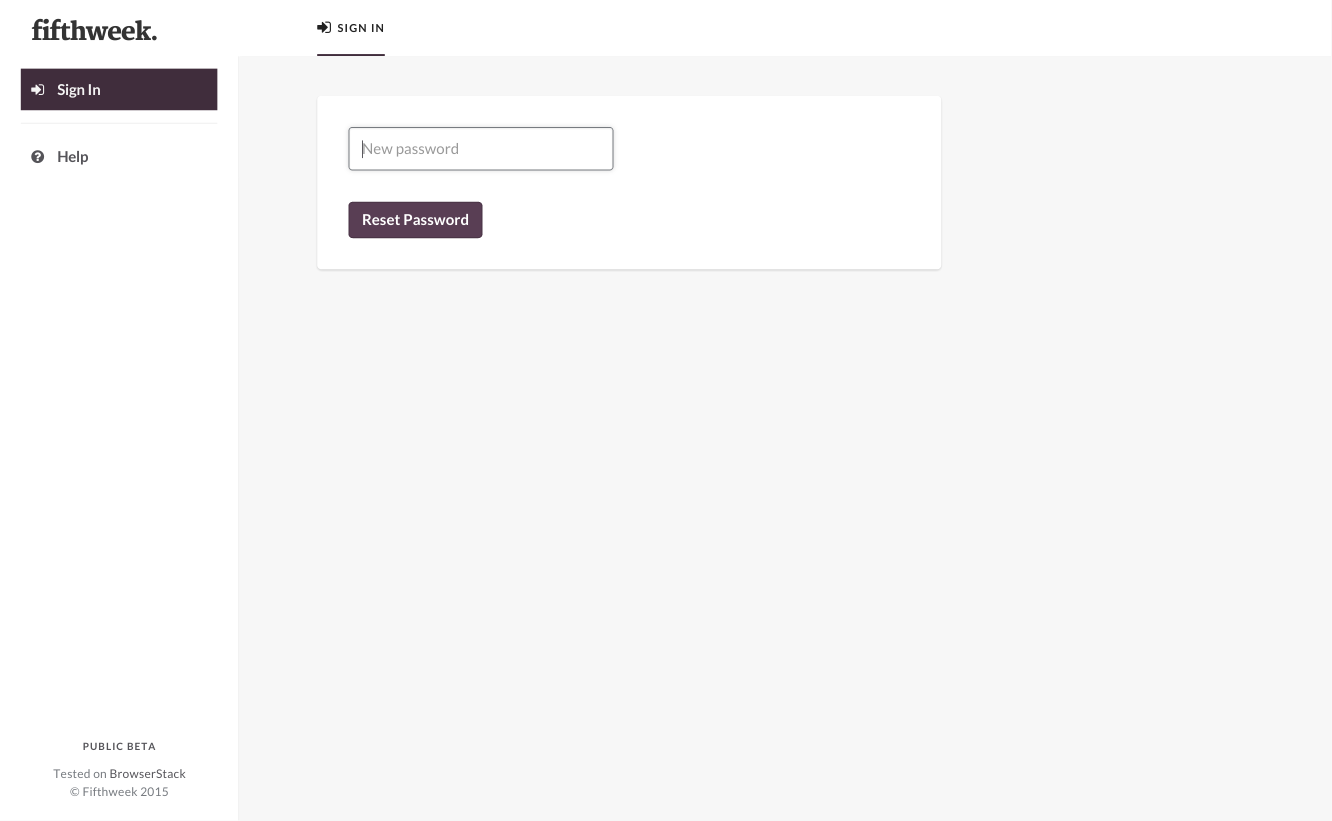 fifthweek.
SIGN IN
Sign In
Help
New password
Reset Password
PUBLIC BETA
Tested on BrowserStack
© Fifthweek 2015